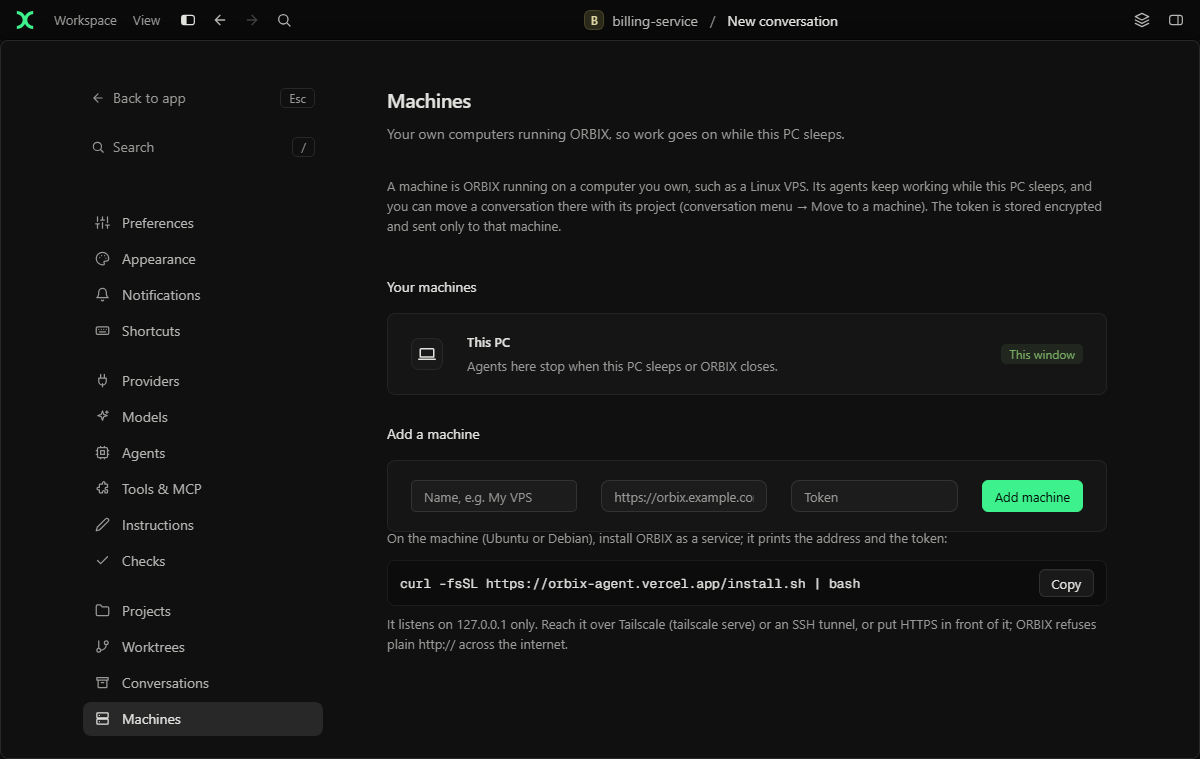 Workspace View
B billing-service / New conversation
Back to app Esc
Search /
Preferences
Appearance
Notifications
Shortcuts
Providers
Models
Agents
Tools & MCP
Instructions
Checks
Projects
Worktrees
Conversations
Machines
Machines
Your own computers running ORBIX, so work goes on while this PC sleeps.
A machine is ORBIX running on a computer you own, such as a Linux VPS. Its agents keep working while this PC sleeps, and
you can move a conversation there with its project (conversation menu → Move to a machine). The token is stored encrypted
and sent only to that machine.
Your machines
This PC
Agents here stop when this PC sleeps or ORBIX closes.
This window
Add a machine
Name, e.g. My VPS https://orbix.example.co Token Add machine
On the machine (Ubuntu or Debian), install ORBIX as a service; it prints the address and the token:
curl -fsSL https://orbix-agent.vercel.app/install.sh | bash Copy
It listens on 127.0.0.1 only. Reach it over Tailscale (tailscale serve) or an SSH tunnel, or put HTTPS in front of it; ORBIX refuses
plain http:// across the internet.